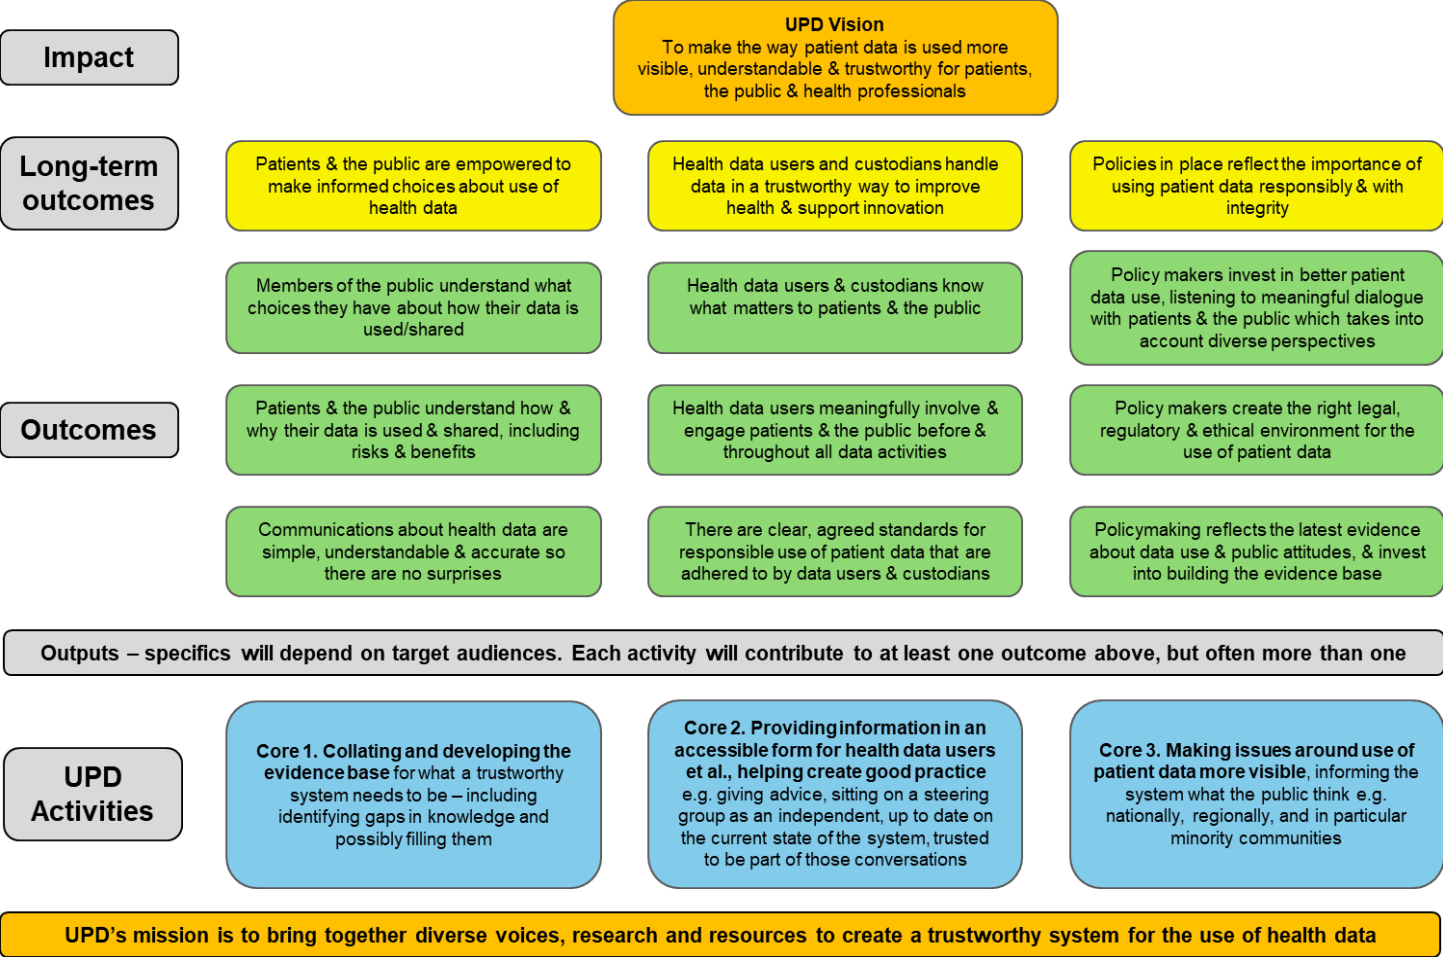 Impact
UPD Vision
To make the way patient data is used more
visible, understandable & trustworthy for patients,
the public & health professionals
Long-term
outcomes
Patients & the public are empowered to
make informed choices about use of
health data
Health data users and custodians handle
data in a trustworthy way to improve
health & support innovation
Policies in place reflect the importance of
using patient data responsibly & with
integrity
Members of the public understand what
choices they have about how their data is
used/shared
Health data users & custodians know
what matters to patients & the public
Policy makers invest in better patient
data use, listening to meaningful dialogue
with patients & the public which takes into
account diverse perspectives
Outcomes
Patients & the public understand how &
why their data is used & shared, including
risks & benefits
Health data users meaningfully involve &
engage patients & the public before &
throughout all data activities
Policy makers create the right legal,
regulatory & ethical environment for the
use of patient data
Communications about health data are
simple, understandable & accurate so
there are no surprises
There are clear, agreed standards for
responsible use of patient data that are
adhered to by data users & custodians
Policymaking reflects the latest evidence
about data use & public attitudes, & invest
into building the evidence base
Outputs – specifics will depend on target audiences. Each activity will contribute to at least one outcome above, but often more than one
UPD
Activities
Core 1. Collating and developing the
evidence base for what a trustworthy
system needs to be – including
identifying gaps in knowledge and
possibly filling them
Core 2. Providing information in an
accessible form for health data users
et al., helping create good practice
e.g. giving advice, sitting on a steering
group as an independent, up to date on
the current state of the system, trusted
to be part of those conversations
Core 3. Making issues around use of
patient data more visible, informing the
system what the public think e.g.
nationally, regionally, and in particular
minority communities
UPD's mission is to bring together diverse voices, research and resources to create a trustworthy system for the use of health data